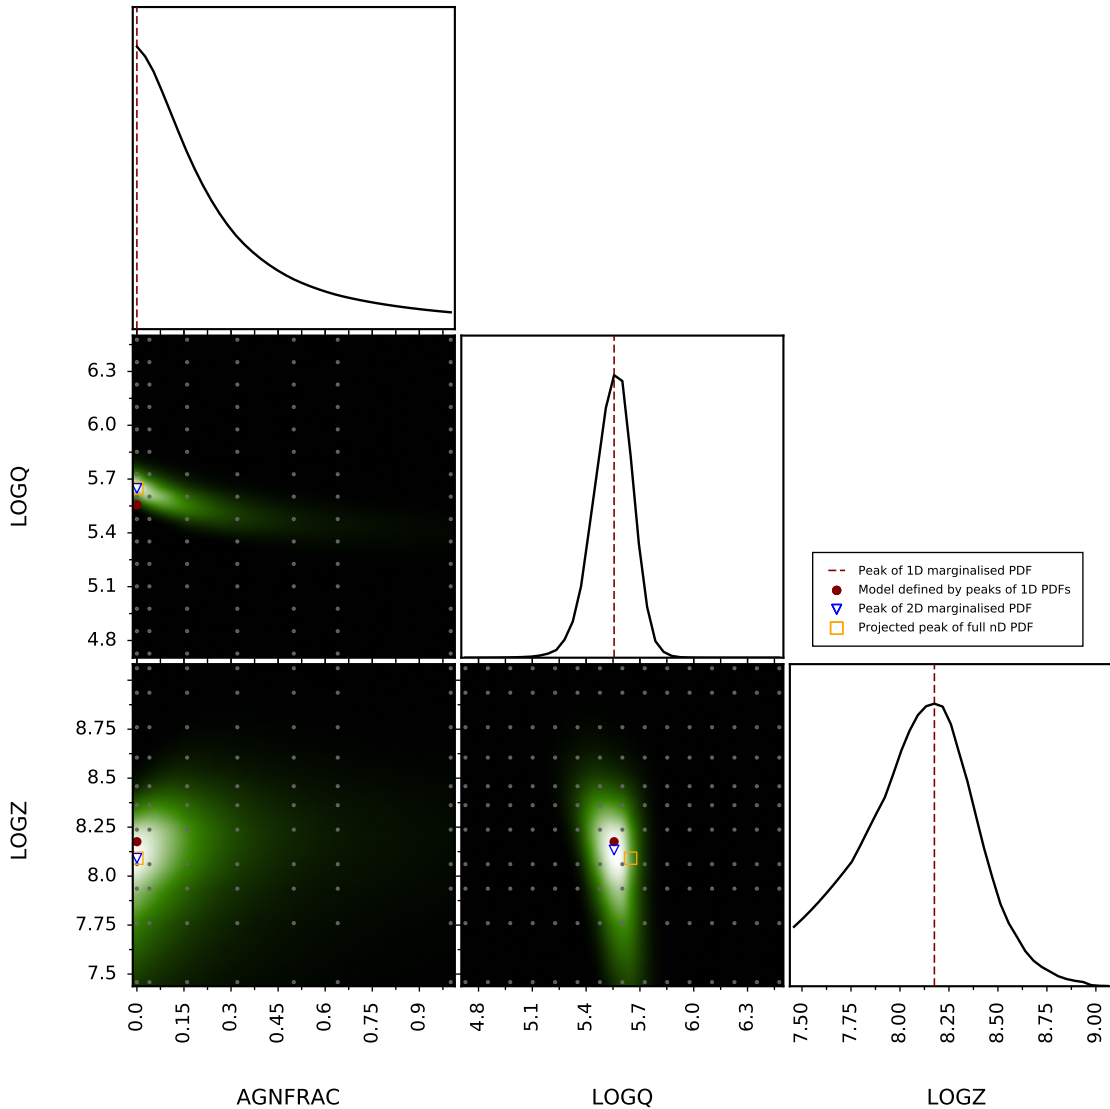 LOGQ
6.3
6.0
5.7
5.4
5.1
4.8
Peak of 1D marginalised PDF
Model defined by peaks of 1D PDFs
Peak of 2D marginalised PDF
Projected peak of full nD PDF
LOGZ
8.75
8.5
8.25
8.0
7.75
7.5
0.0 0.15 0.3 0.45 0.6 0.75 0.9
4.8 5.1 5.4 5.7 6.0 6.3
7.50 7.75 8.00 8.25 8.50 8.75 9.00
AGNFRAC LOGQ LOGZ